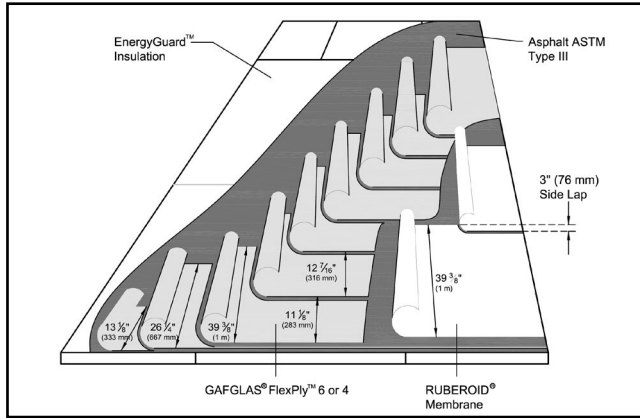 EnergyGuard™
Insulation
Asphalt ASTM
Type III
3" (76 mm)
Side Lap
12 7/16"
(316 mm)
39 3/8"
(1 m)
13 1/8"
(333 mm)
26 1/4"
(667 mm)
39 3/8"
(1 m)
11 1/8"
(283 mm)
GAFGLAS® FlexPly™ 6 or 4
RUBEROID®
Membrane